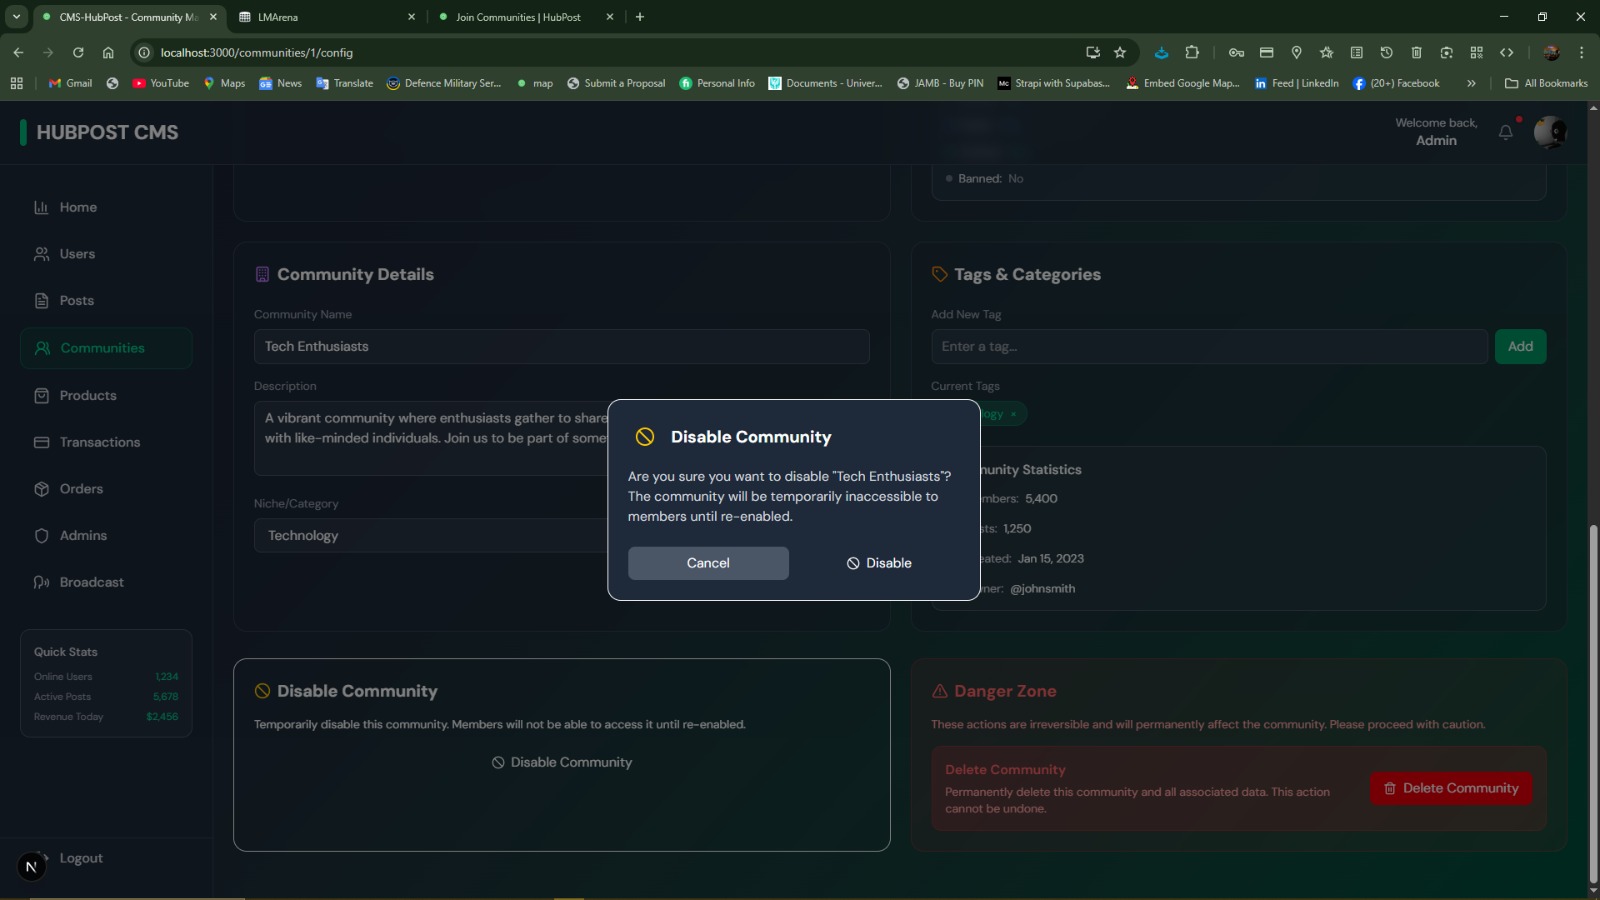 CMS-HubPost - Community Ma
LMArena
Join Communities | HubPost
localhost:3000/communities/1/config
Gmail
YouTube
Maps
News
Translate
Defence Military Ser...
map
Submit a Proposal
Personal Info
Documents - Univer...
JAMB - Buy PIN
Strapi with Supabas...
Embed Google Map...
Feed | LinkedIn
(20+) Facebook
»
All Bookmarks
HUBPOST CMS
Welcome back,
Admin
Home
Users
Posts
Communities
Products
Transactions
Orders
Admins
Broadcast
Quick Stats
Online Users 1,234
Active Posts 5,678
Revenue Today $2,456
Logout
N
Banned: No
Community Details
Community Name
Tech Enthusiasts
Description
A vibrant community where enthusiasts gather to share
with like-minded individuals. Join us to be part of some
Niche/Category
Technology
Tags & Categories
Add New Tag
Enter a tag...
Add
Current Tags
ogy ×
unity Statistics
mbers: 5,400
sts: 1,250
eated: Jan 15, 2023
ner: @johnsmith
Disable Community
Are you sure you want to disable "Tech Enthusiasts"?
The community will be temporarily inaccessible to
members until re-enabled.
Cancel
Disable
Disable Community
Temporarily disable this community. Members will not be able to access it until re-enabled.
Disable Community
Danger Zone
These actions are irreversible and will permanently affect the community. Please proceed with caution.
Delete Community
Permanently delete this community and all associated data. This action
cannot be undone.
Delete Community